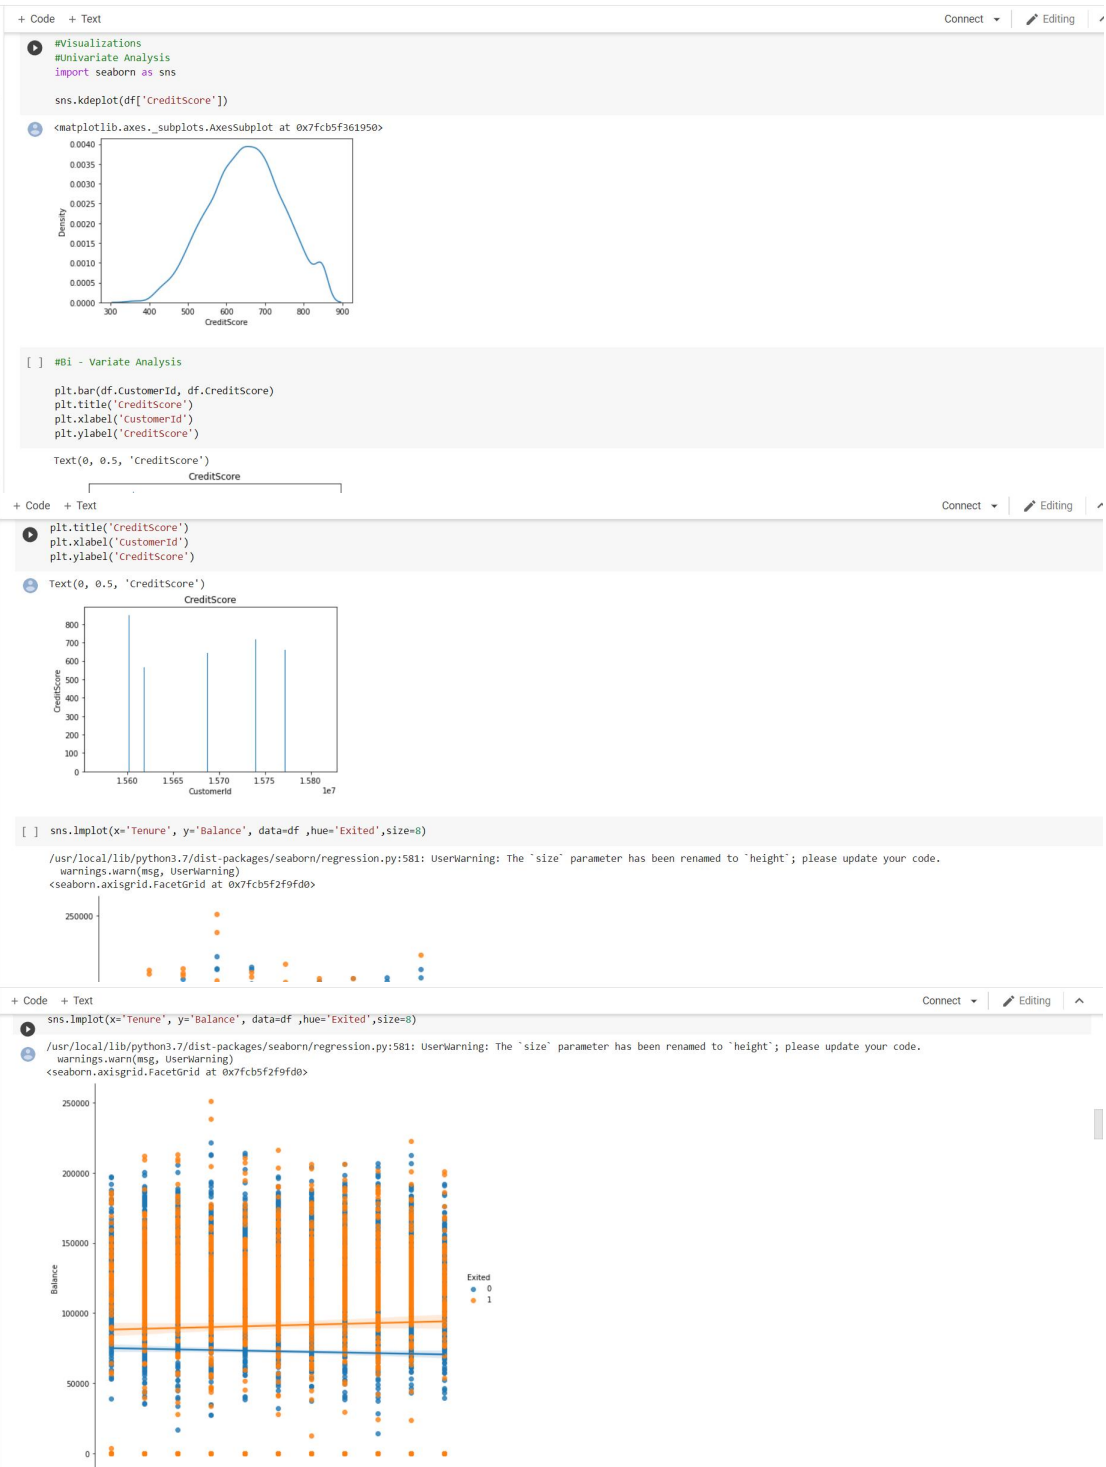 + Code + Text
Connect Editing
#Visualizations
#Univariate Analysis
import seaborn as sns
sns.kdeplot(df['CreditScore'])
<matplotlib.axes._subplots.AxesSubplot at 0x7fcb5f361950>
0.0040
0.0035
0.0030
0.0025
0.0020
0.0015
0.0010
0.0005
0.0000
Density
300 400 500 600 700 800 900
CreditScore
[ ] #Bi - Variate Analysis
plt.bar(df.CustomerId, df.CreditScore)
plt.title('CreditScore')
plt.xlabel('CustomerId')
plt.ylabel('CreditScore')
Text(0, 0.5, 'CreditScore')
CreditScore
+ Code + Text
Connect Editing
plt.title('CreditScore')
plt.xlabel('CustomerId')
plt.ylabel('CreditScore')
Text(0, 0.5, 'CreditScore')
CreditScore
800
700
600
500
400
300
200
100
0
CreditScore
1.560 1.565 1.570 1.575 1.580
CustomerId
1e7
[ ] sns.lmplot(x='Tenure', y='Balance', data=df ,hue='Exited',size=8)
/usr/local/lib/python3.7/dist-packages/seaborn/regression.py:581: UserWarning: The `size` parameter has been renamed to `height`; please update your code.
warnings.warn(msg, UserWarning)
<seaborn.axisgrid.FacetGrid at 0x7fcb5f2f9fd0>
250000
+ Code + Text
Connect Editing
sns.lmplot(x='Tenure', y='Balance', data=df ,hue='Exited',size=8)
/usr/local/lib/python3.7/dist-packages/seaborn/regression.py:581: UserWarning: The `size` parameter has been renamed to `height`; please update your code.
warnings.warn(msg, UserWarning)
<seaborn.axisgrid.FacetGrid at 0x7fcb5f2f9fd0>
250000
200000
150000
100000
50000
0
Balance
Exited
0
1